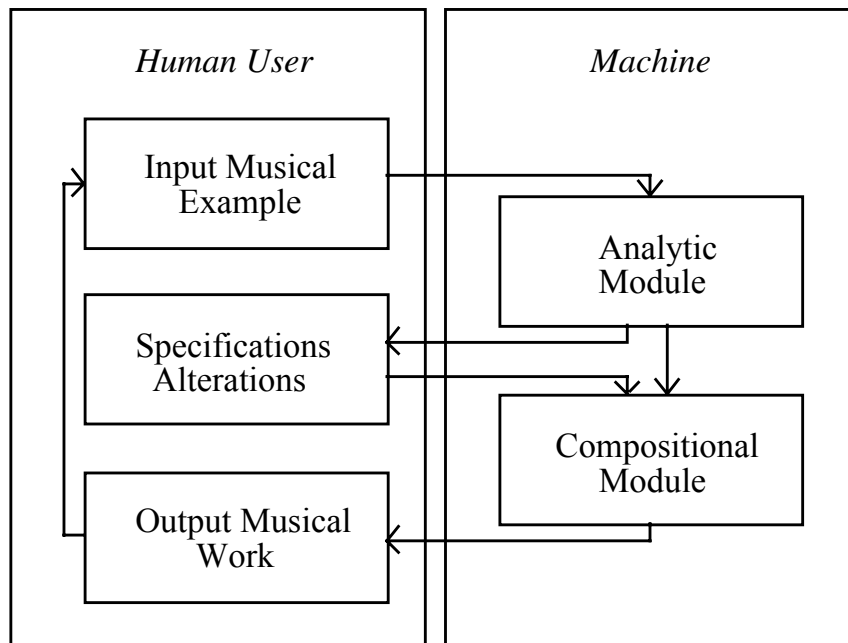 Human User
Input Musical
Example
Specifications
Alterations
Output Musical
Work
Machine
Analytic
Module
Compositional
Module